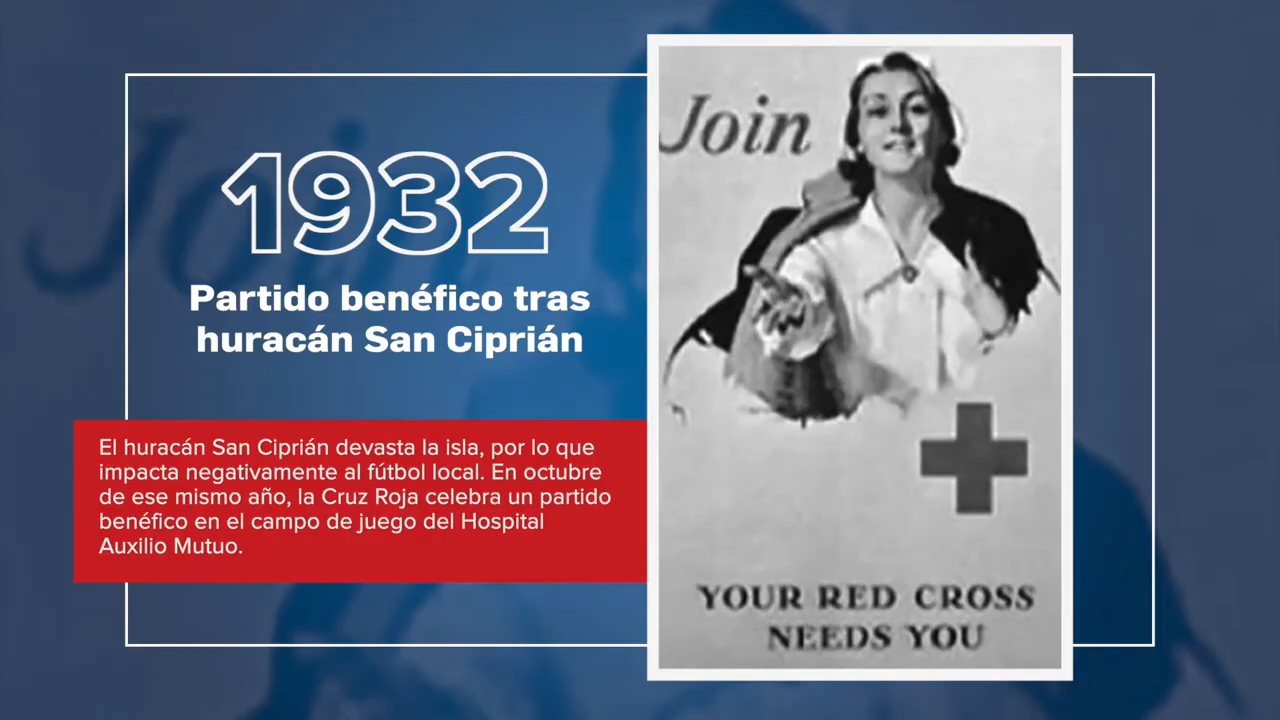 1932
Partido benéfico tras
huracán San Ciprián
El huracán San Ciprián devasta la isla, por lo que
impacta negativamente al fútbol local. En octubre
de ese mismo año, la Cruz Roja celebra un partido
benéfico en el campo de juego del Hospital
Auxilio Mutuo.
Join
YOUR RED CROSS
NEEDS YOU